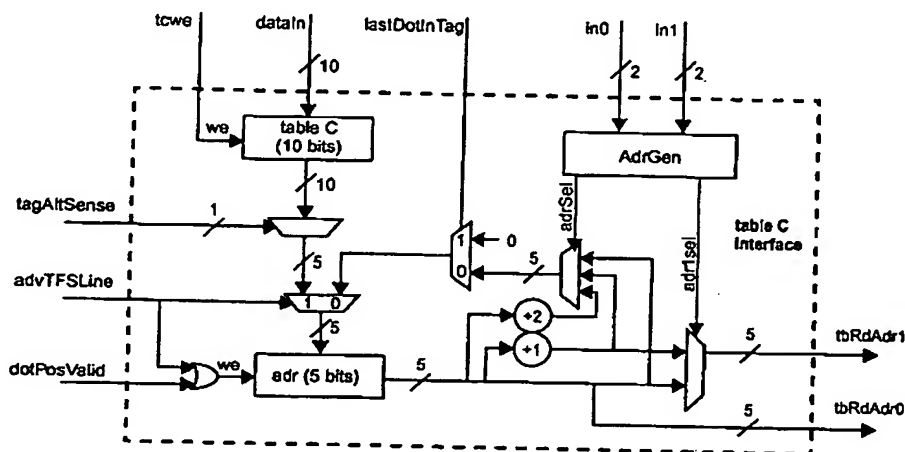 tcwe dataIn lastDotInTag In0 In1
10 2 2
we table C
(10 bits)
AdrGen
10
tagAltSense 1
adrSel
adr1sel
table C
Interface
1 0
0
5 5
advTFSLine
1 0
5
+2
+1
5 tbRdAdr1
dotPosValid
we adr (5 bits) 5
5 tbRdAdr0